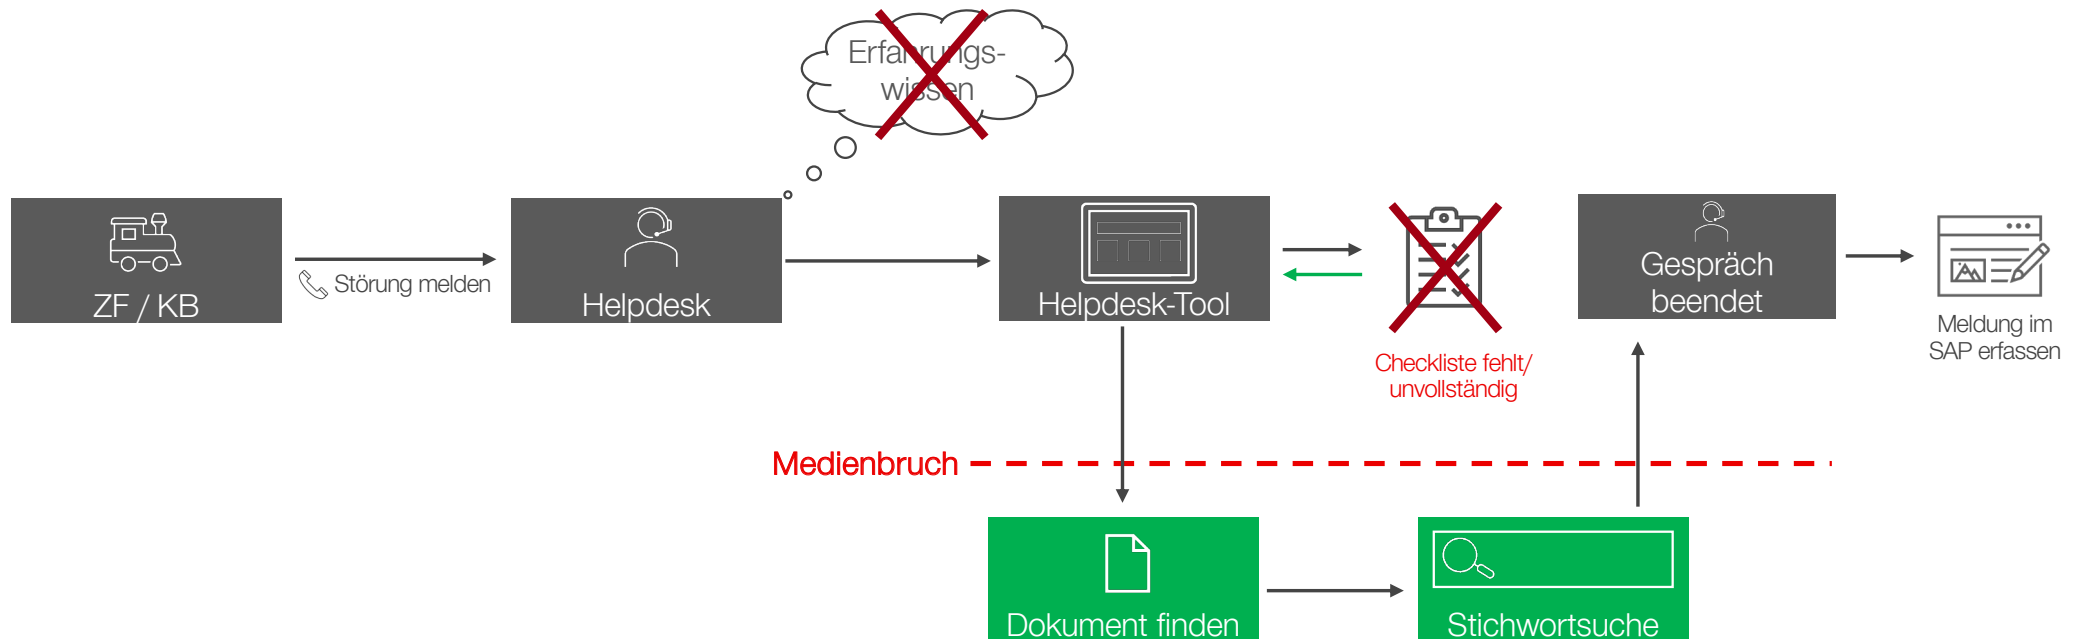 Erfahrungs-
wissen
ZF / KB
Störung melden
Helpdesk
Helpdesk-Tool
Checkliste fehlt/
unvollständig
Gespräch
beendet
Meldung im
SAP erfassen
Medienbruch
Dokument finden
Stichwortsuche